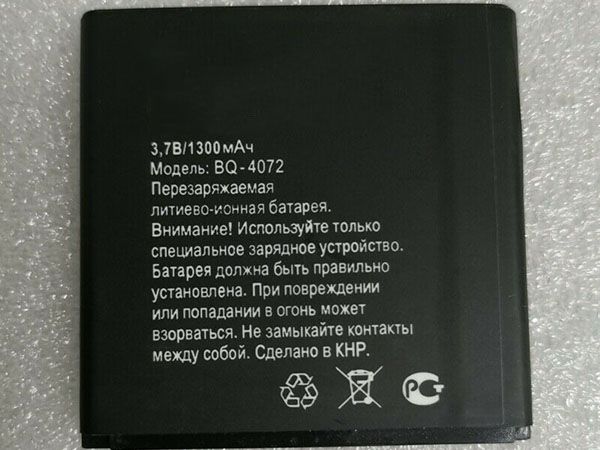 3,7В/1300мАч
Модель: BQ-4072
Перезаряжаемая
литиево-ионная батарея.
Внимание! Используйте только
специальное зарядное устройство.
Батарея должна быть правильно
установлена. При повреждении
или попадании в огонь может
взорваться. Не замыкайте контакты
между собой. Сделано в КНР.